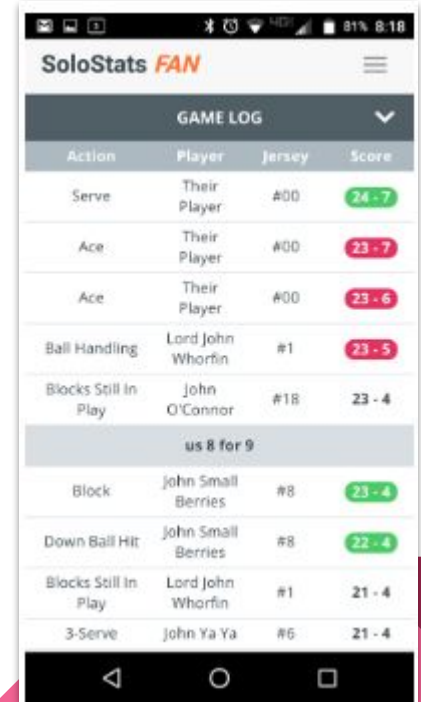 3 4G LTE 81% 8:18
SoloStats FAN
GAME LOG
Action Player Jersey Score
Serve Their Player #00 24 - 7
Ace Their Player #00 23 - 7
Ace Their Player #00 23 - 6
Ball Handling Lord John Whorfin #1 23 - 5
Blocks Still In Play John O'Connor #18 23 - 4
us 8 for 9
Block John Small Berries #8 23 - 4
Down Ball Hit John Small Berries #8 22 - 4
Blocks Still In Play Lord John Whorfin #1 21 - 4
3-Serve John Ya Ya #6 21 - 4